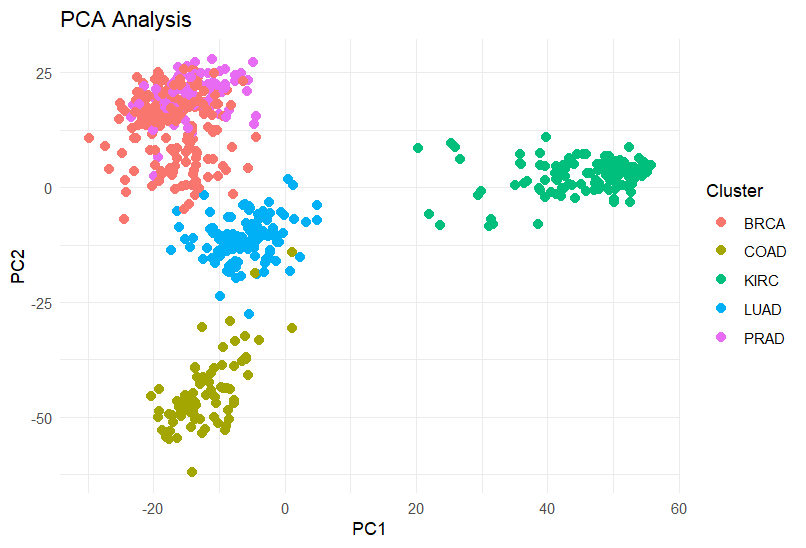 PCA Analysis
25
0
-25
-50
PC2
-20
0
20
40
60
PC1
Cluster
BRCA
COAD
KIRC
LUAD
PRAD